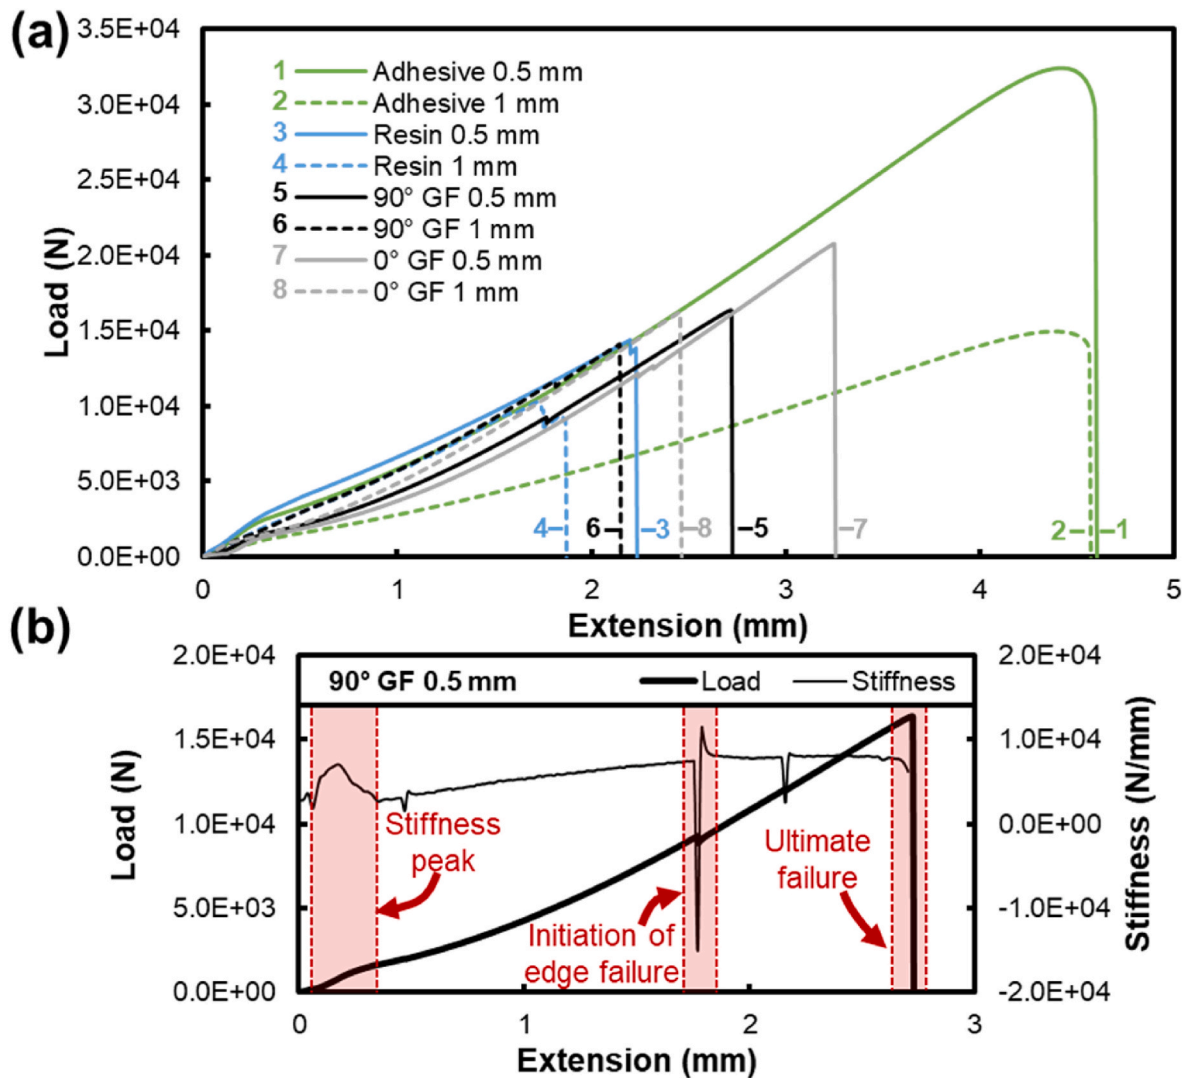 (a)
3.5E+04
3.0E+04
2.5E+04
2.0E+04
1.5E+04
1.0E+04
5.0E+03
0.0E+00
Load (N)
1 Adhesive 0.5 mm
2 Adhesive 1 mm
3 Resin 0.5 mm
4 Resin 1 mm
5 90° GF 0.5 mm
6 90° GF 1 mm
7 0° GF 0.5 mm
8 0° GF 1 mm
4 6 3 8 5 7 2 1
0 1 2 3 4 5
Extension (mm)
(b)
2.0E+04
1.5E+04
1.0E+04
5.0E+03
0.0E+00
Load (N)
90° GF 0.5 mm Load Stiffness
Stiffness
peak
Initiation of
edge failure
Ultimate
failure
2.0E+04
1.0E+04
0.0E+00
-1.0E+04
-2.0E+04
Stiffness (N/mm)
0 1 2 3
Extension (mm)